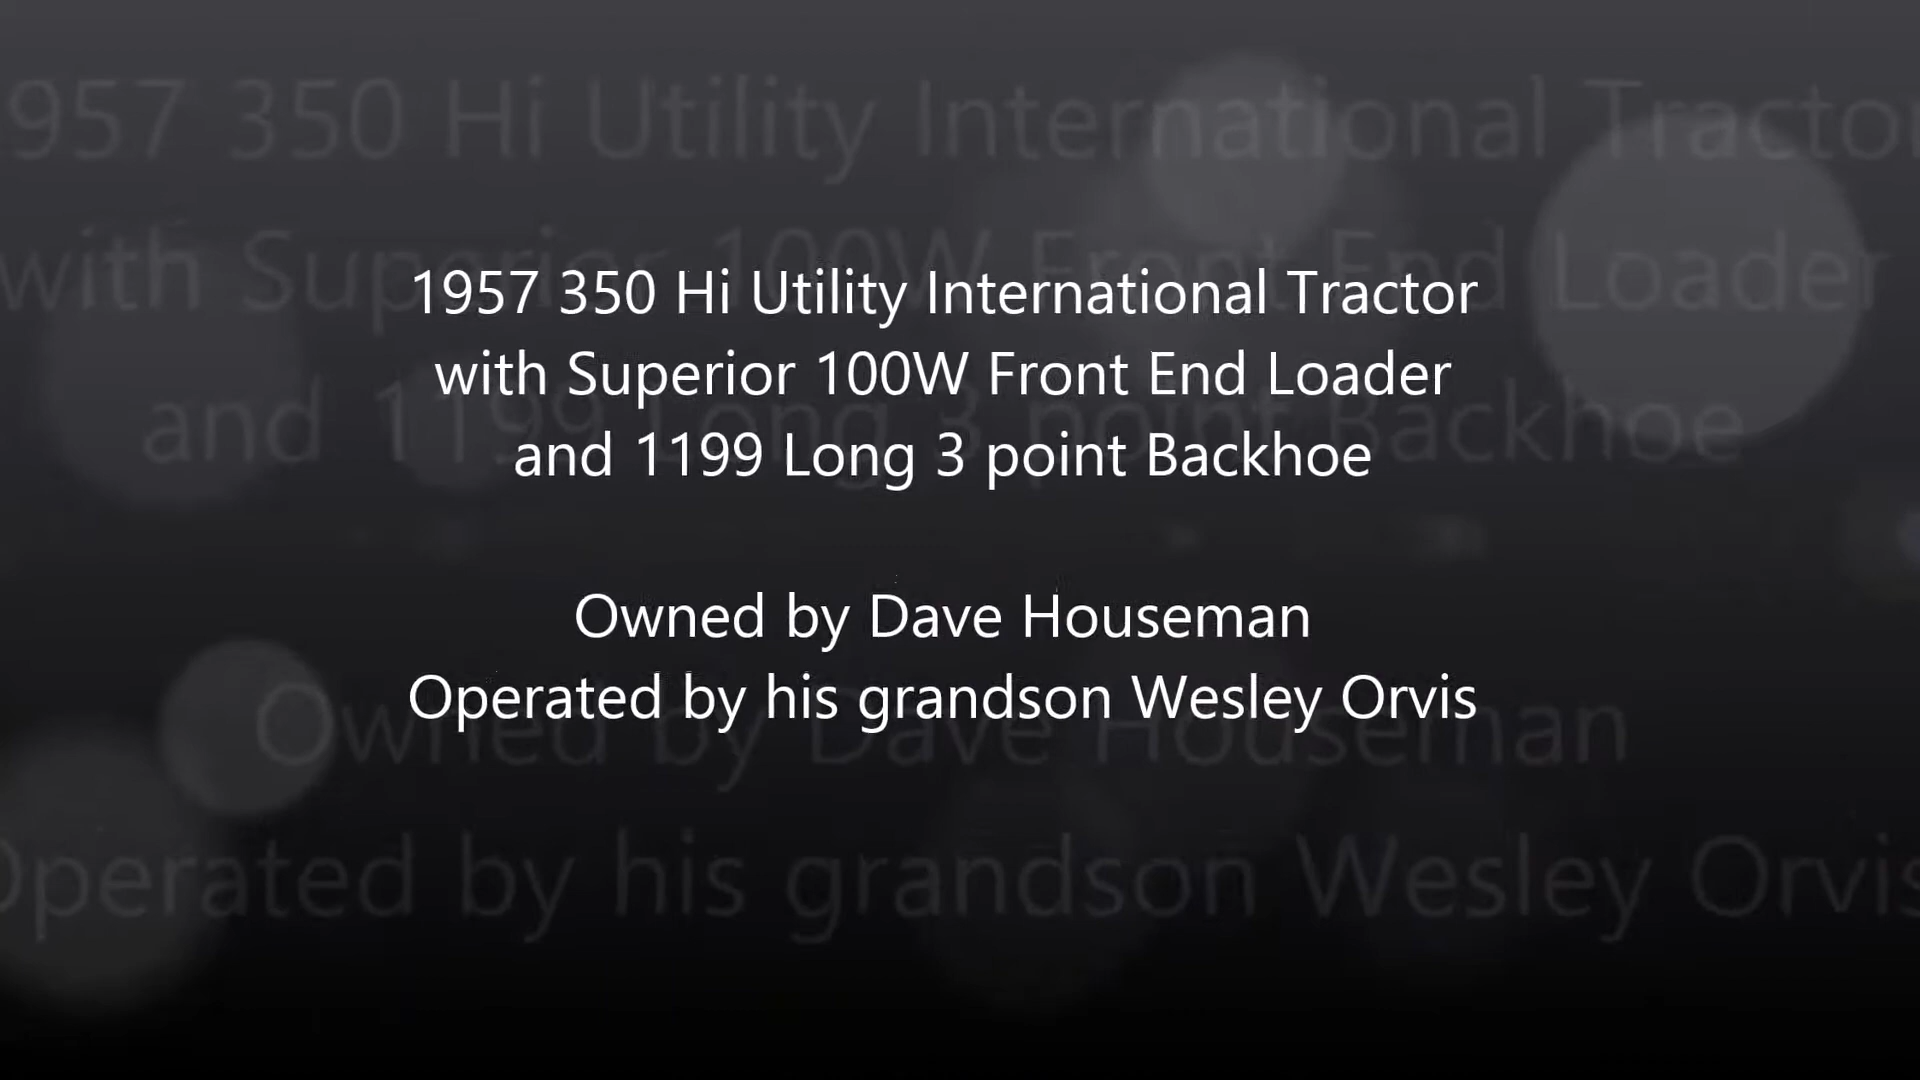 1957 350 Hi Utility International Tractor
with Superior 100W Front End Loader
and 1199 Long 3 point Backhoe
Owned by Dave Houseman
Operated by his grandson Wesley Orvis